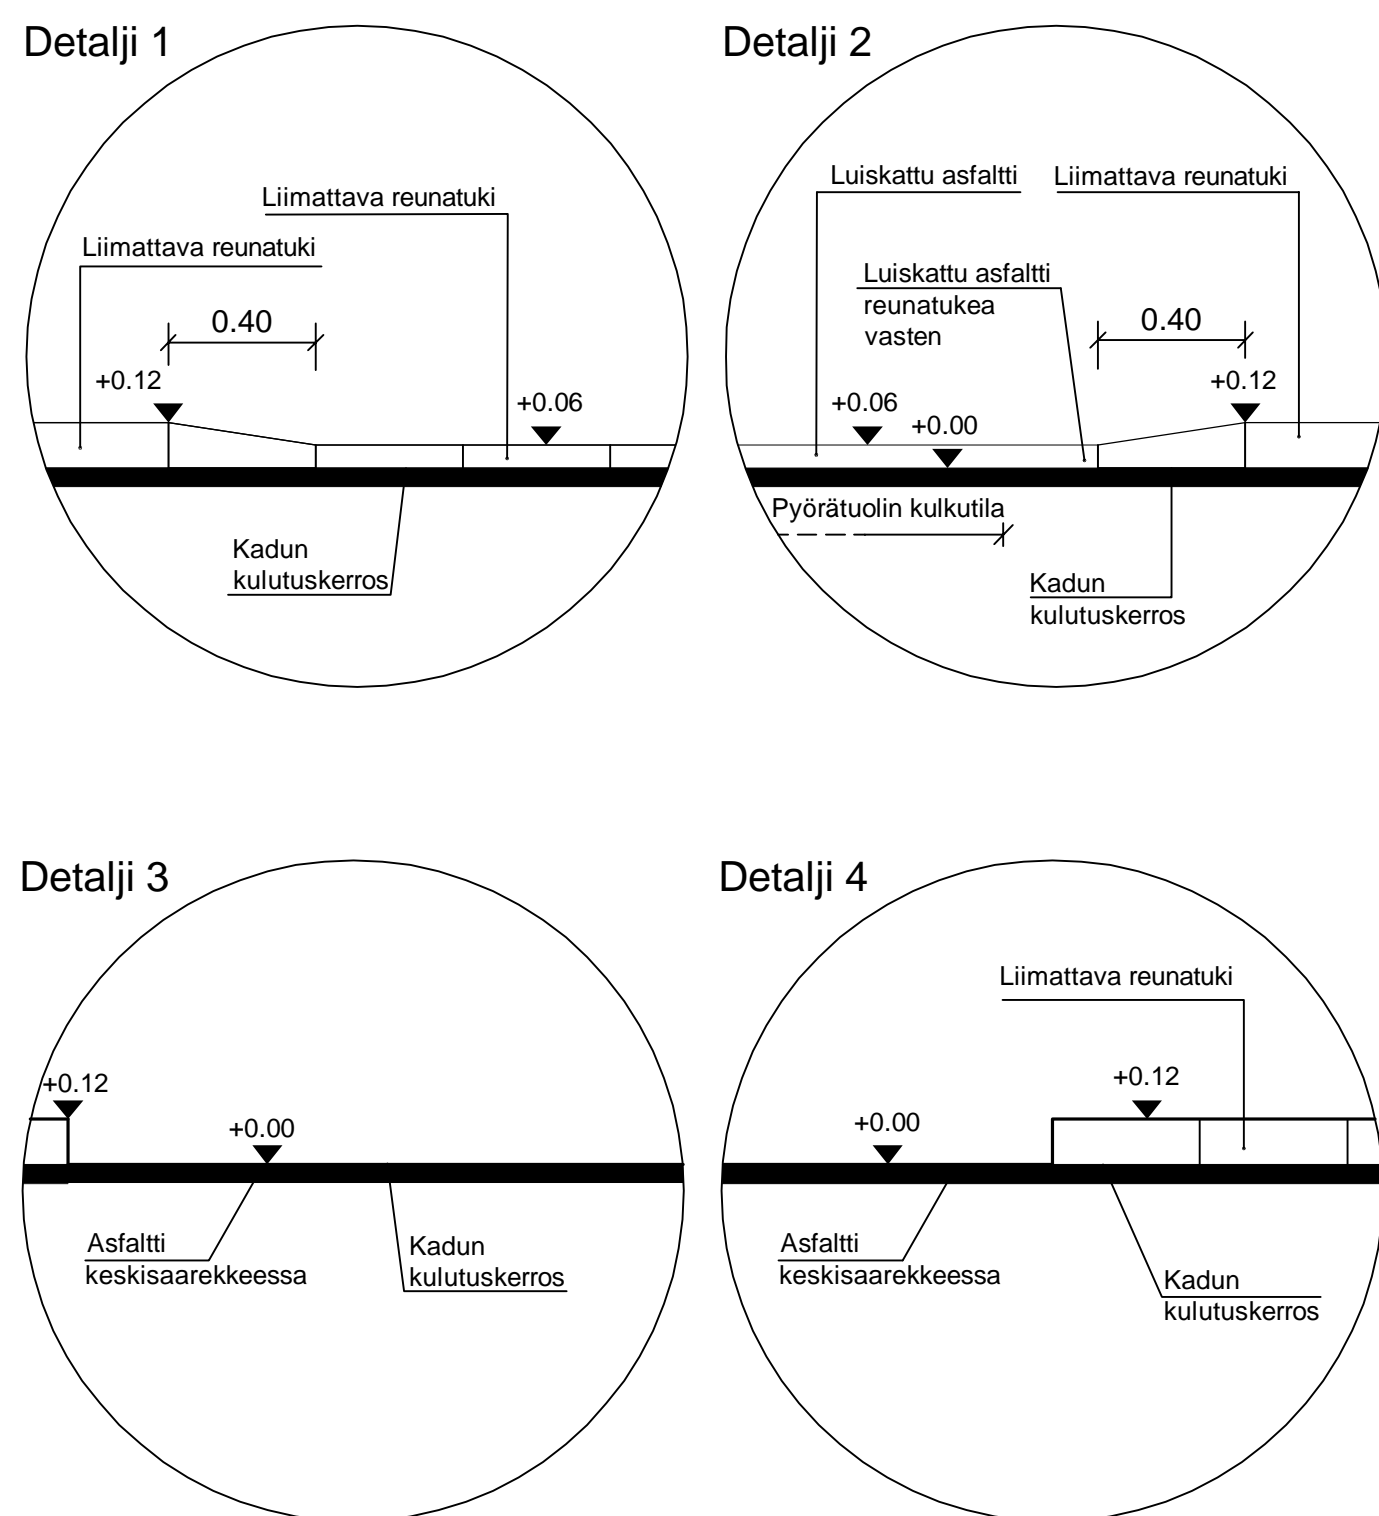 Detalji 1
Liimattava reunatuki
Liimattava reunatuki
0.40
+0.12
+0.06
Kadun
kulutuskerros
Detalji 2
Luiskattu asfaltti
Liimattava reunatuki
Luiskattu asfaltti
reunatukea
vasten
0.40
+0.12
+0.06
+0.00
Pyörätuolin kulkutila
Kadun
kulutuskerros
Detalji 3
+0.12
+0.00
Asfaltti
keskisaarekkeessa
Kadun
kulutuskerros
Detalji 4
Liimattava reunatuki
+0.12
+0.00
Asfaltti
keskisaarekkeessa
Kadun
kulutuskerros